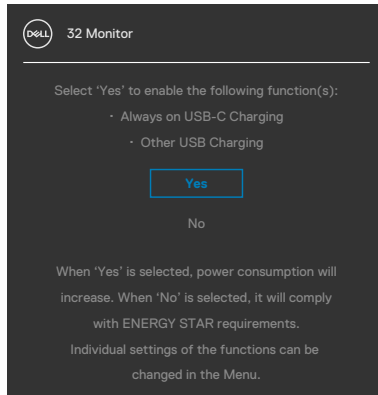 DELL
32 Monitor
Select ‘Yes’ to enable the following function(s):
· Always on USB-C Charging
· Other USB Charging
Yes
No
When ‘Yes’ is selected, power consumption will
increase. When ‘No’ is selected, it will comply
with ENERGY STAR requirements.
Individual settings of the functions can be
changed in the Menu.